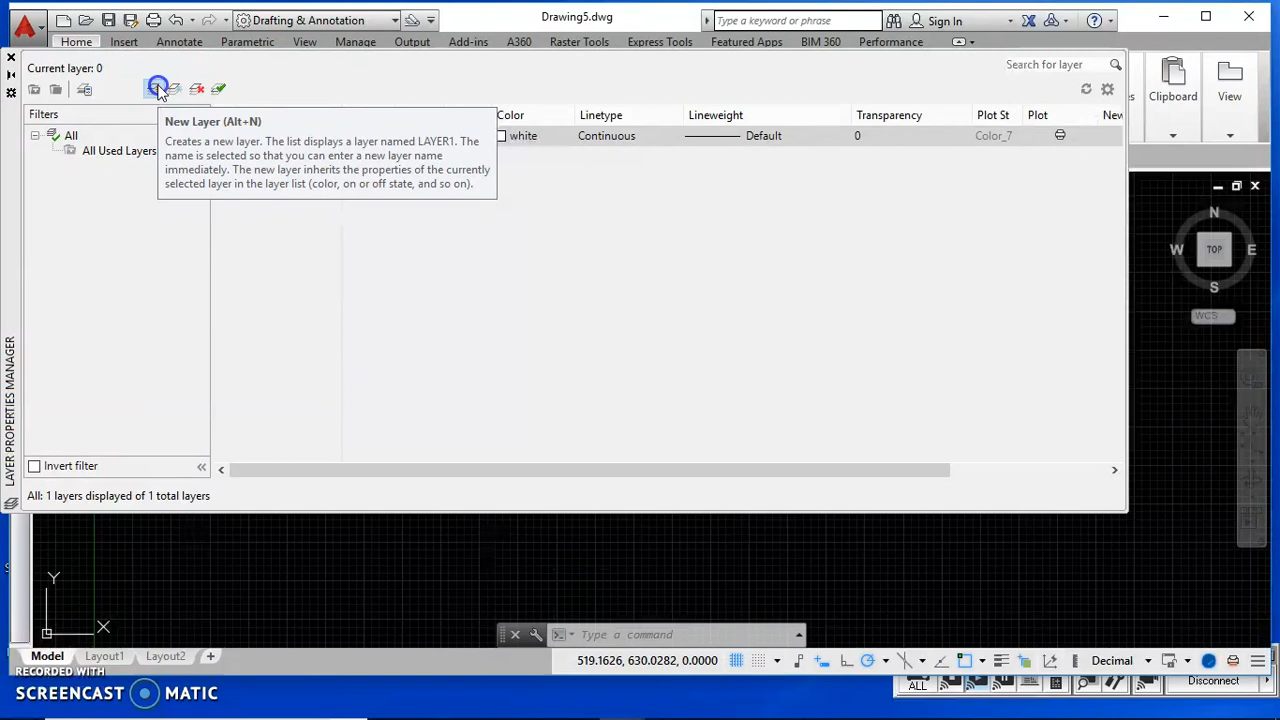 Drafting & Annotation
Drawing5.dwg
Type a keyword or phrase
Sign In
Home
Insert
Annotate
Parametric
View
Manage
Output
Add-ins
A360
Raster Tools
Express Tools
Featured Apps
BIM 360
Performance
Current layer: 0
Search for layer
Clipboard
View
Filters
Color
Linetype
Lineweight
Transparency
Plot St
Plot
New
All
white
Continuous
Default
0
Color_7
All Used Layers
New Layer (Alt+N)
Creates a new layer. The list displays a layer named LAYER1. The
name is selected so that you can enter a new layer name
immediately. The new layer inherits the properties of the currently
selected layer in the layer list (color, on or off state, and so on).
N
W
TOP
E
S
WCS
LAYER PROPERTIES MANAGER
Invert filter
All: 1 layers displayed of 1 total layers
Y
X
Type a command
Model
Layout1
Layout2
519.1626, 630.0282, 0.0000
Decimal
RECORDED WITH
SCREENCAST MATIC
ALL
Disconnect